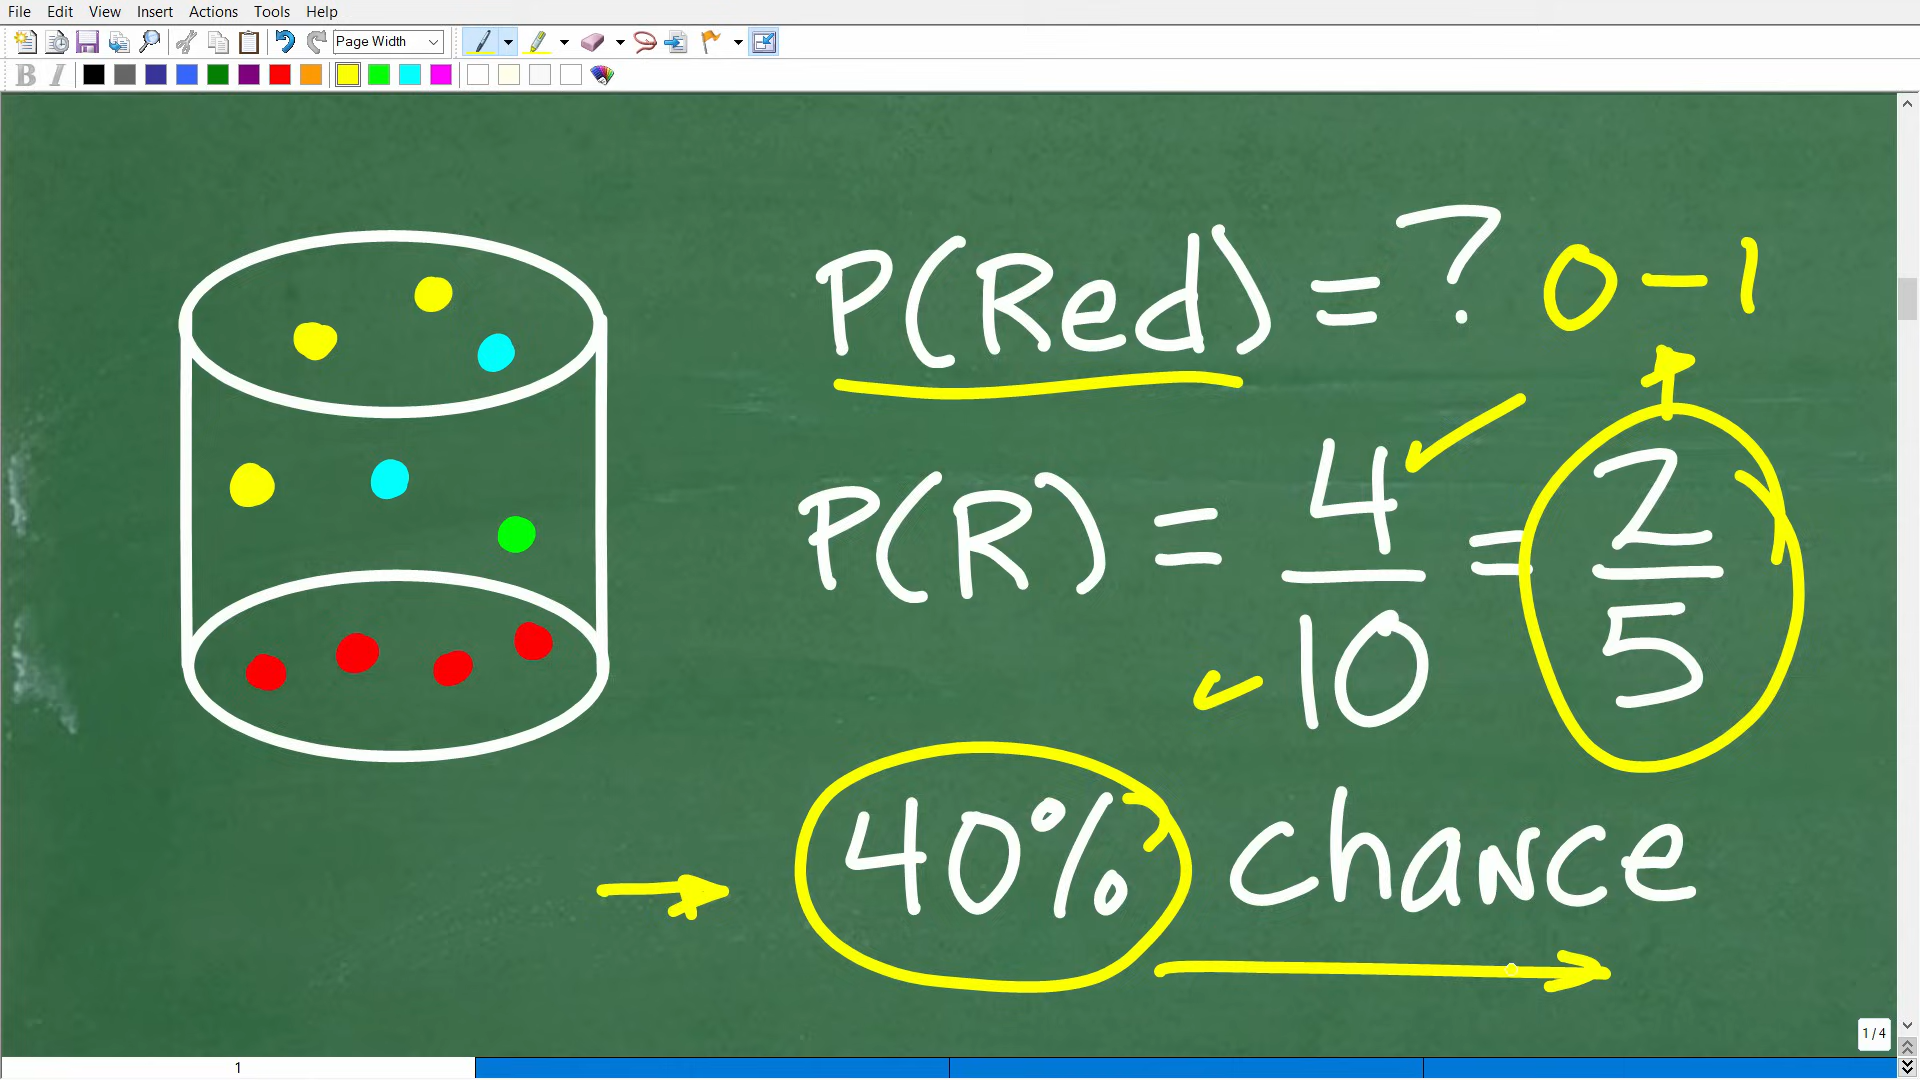 File Edit View Insert Actions Tools Help
Page Width
B I
P(Red) = ? 0 - 1
P(R) = 4/10 = 2/5
40% chance
1 / 4
1